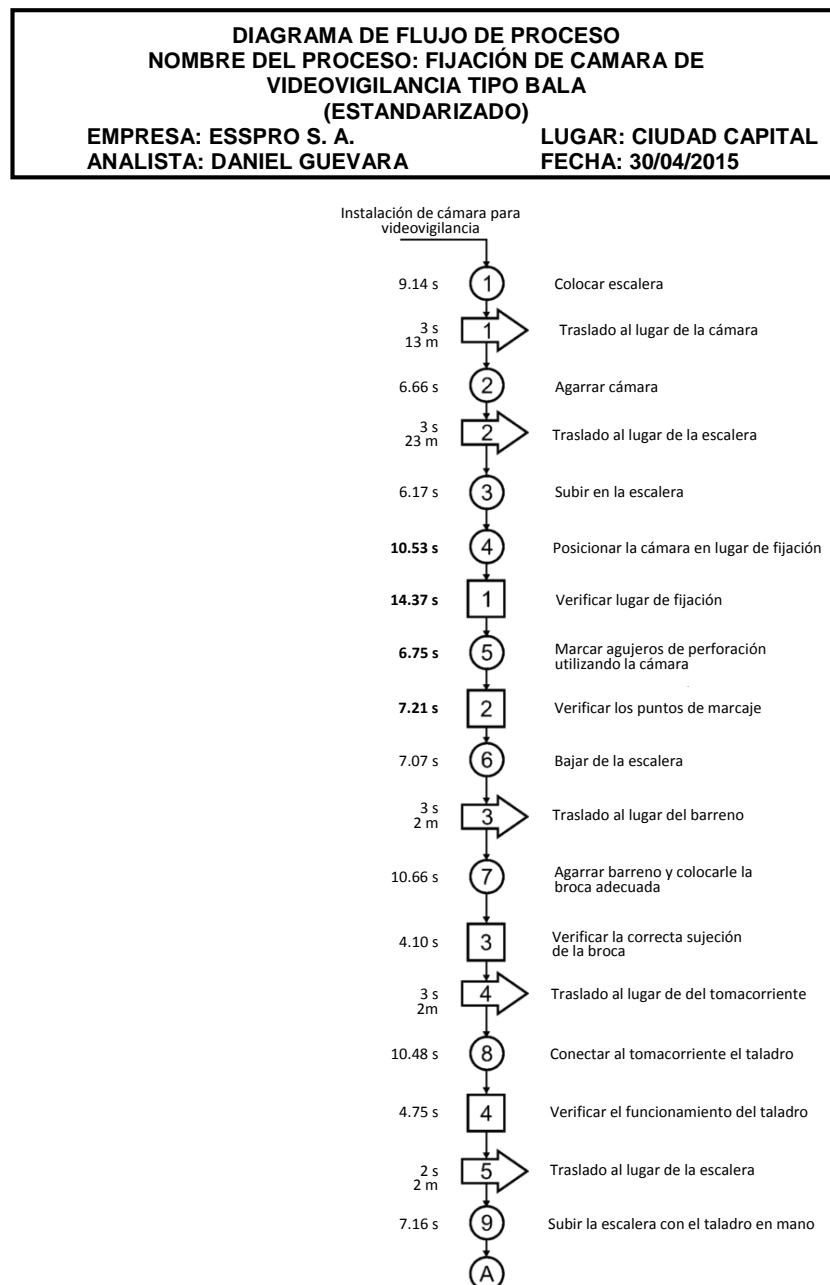 DIAGRAMA DE FLUJO DE PROCESO
NOMBRE DEL PROCESO: FIJACIÓN DE CAMARA DE
VIDEOVIGILANCIA TIPO BALA
(ESTANDARIZADO)
EMPRESA: ESSPRO S. A. LUGAR: CIUDAD CAPITAL
ANALISTA: DANIEL GUEVARA FECHA: 30/04/2015
Instalación de cámara para
videovigilancia
9.14 s 1 Colocar escalera
3 s
13 m
1 Traslado al lugar de la cámara
6.66 s 2 Agarrar cámara
3 s
23 m
2 Traslado al lugar de la escalera
6.17 s 3 Subir en la escalera
10.53 s 4 Posicionar la cámara en lugar de fijación
14.37 s 1 Verificar lugar de fijación
6.75 s 5 Marcar agujeros de perforación
utilizando la cámara
7.21 s 2 Verificar los puntos de marcaje
7.07 s 6 Bajar de la escalera
3 s
2 m
3 Traslado al lugar del barreno
10.66 s 7 Agarrar barreno y colocarle la
broca adecuada
4.10 s 3 Verificar la correcta sujeción
de la broca
3 s
2m
4 Traslado al lugar de del tomacorriente
10.48 s 8 Conectar al tomacorriente el taladro
4.75 s 4 Verificar el funcionamiento del taladro
2 s
2 m
5 Traslado al lugar de la escalera
7.16 s 9 Subir la escalera con el taladro en mano
A